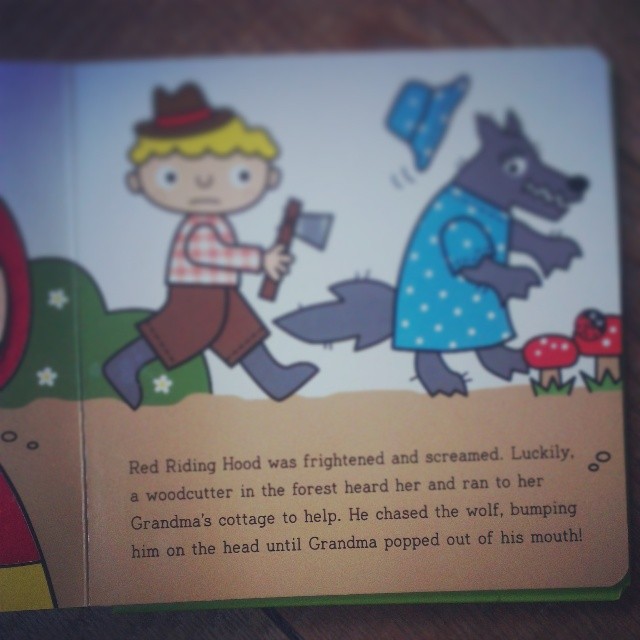 Red Riding Hood was frightened and screamed. Luckily,
a woodcutter in the forest heard her and ran to her
Grandma's cottage to help. He chased the wolf, bumping
him on the head until Grandma popped out of his mouth!